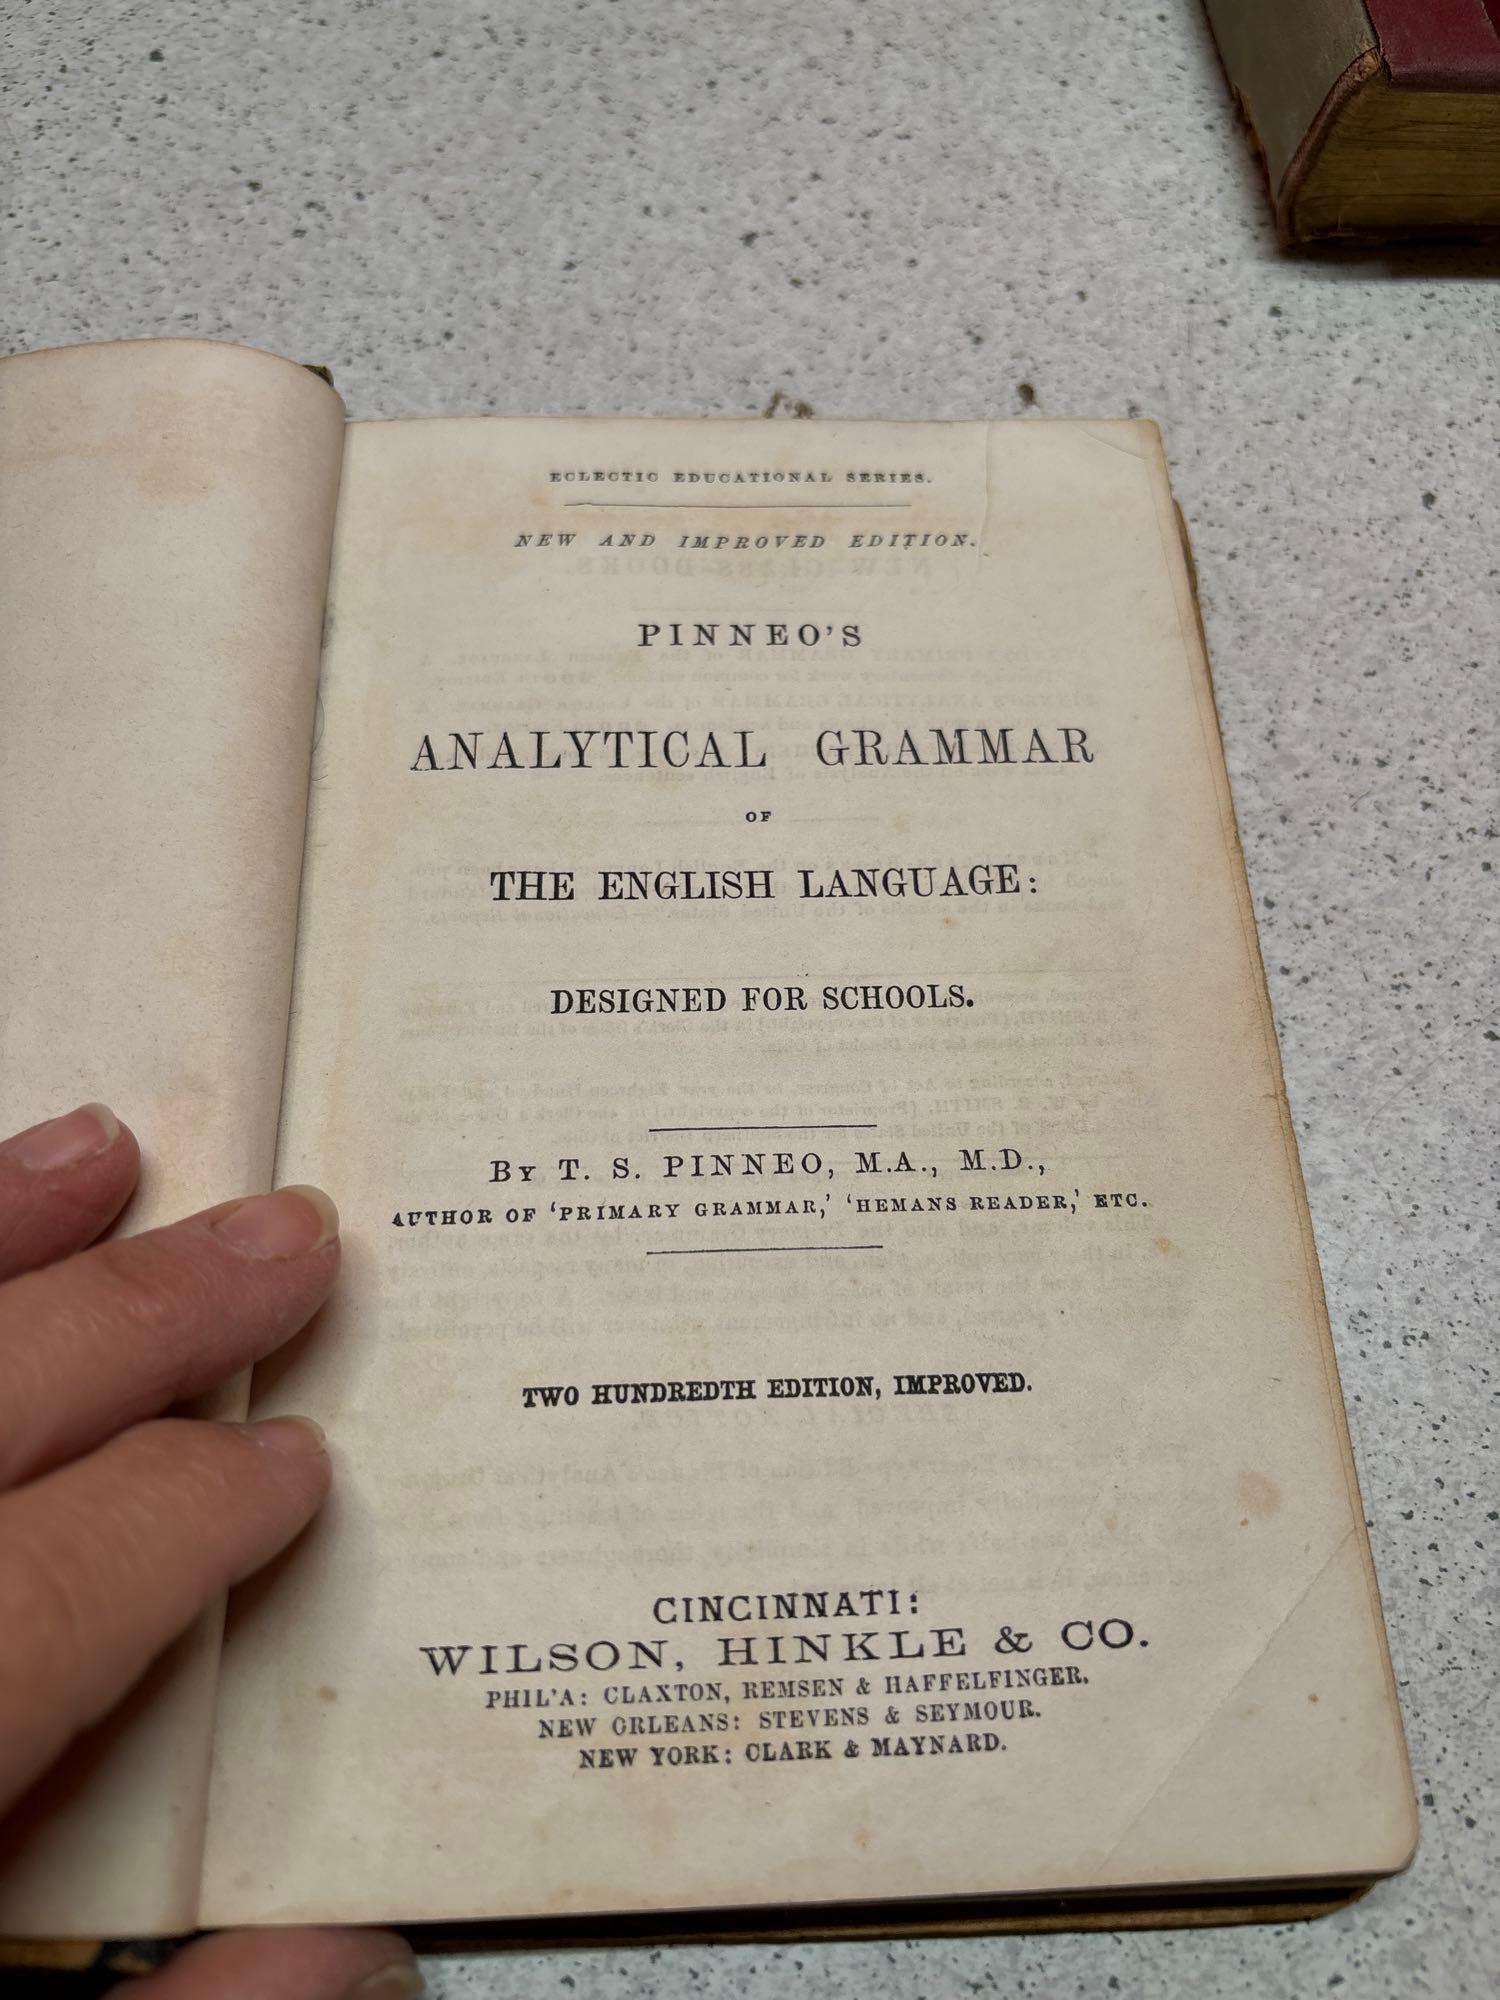 ECLECTIC EDUCATIONAL SERIES.
NEW AND IMPROVED EDITION.
PINNEO'S
ANALYTICAL GRAMMAR
OF
THE ENGLISH LANGUAGE:
DESIGNED FOR SCHOOLS.
BY T. S. PINNEO, M.A., M.D.,
AUTHOR OF 'PRIMARY GRAMMAR,' 'HEMANS READER,' ETC.
TWO HUNDREDTH EDITION, IMPROVED.
CINCINNATI:
WILSON, HINKLE & CO.
PHIL'A: CLAXTON, REMSEN & HAFFELFINGER.
NEW ORLEANS: STEVENS & SEYMOUR.
NEW YORK: CLARK & MAYNARD.